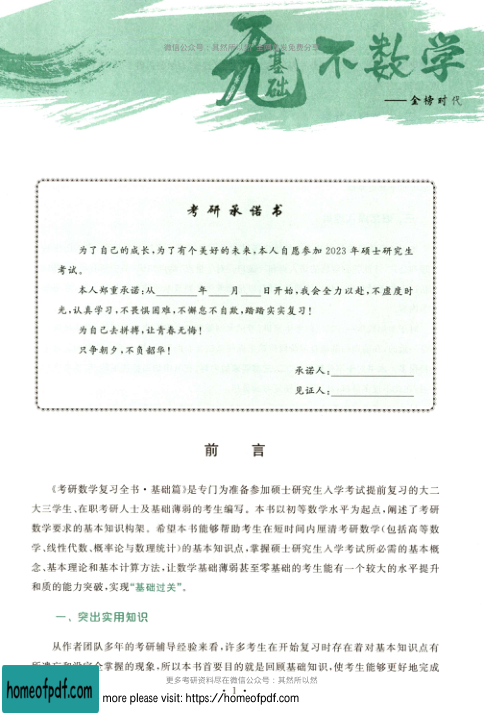 微信公众号：其然所以然 免费分享
无基础 不数学
——金榜时代
考研承诺书
为了自己的成长,为了有个美好的未来,本人自愿参加 2023 年硕士研究生
考试。
本人郑重承诺:从______年____月____日开始,我会全力以赴,不虚度时
光,认真学习,不畏惧困难,不懈怠不自欺,踏踏实实复习!
为自己去拼搏,让青春无悔!
只争朝夕,不负韶华!
承诺人:
见证人:
前 言
《考研数学复习全书·基础篇》是专门为准备参加硕士研究生入学考试提前复习的大二
大三学生、在职考研人士及基础薄弱的考生编写。本书以初等数学水平为起点,阐述了考研
数学要求的基本知识构架。希望本书能够帮助考生在短时间内厘清考研数学(包括高等数
学、线性代数、概率论与数理统计)的基本知识点,掌握硕士研究生入学考试所必需的基本概
念、基本理论和基本计算方法,让数学基础薄弱甚至零基础的考生能有一个较大的水平提升
和质的能力突破,实现“基础过关”。
一、突出实用知识
从作者团队多年的考研辅导经验来看,许多考生在开始复习时存在着对基本知识点有
所遗忘和没完全掌握的现象,所以本书首要目的就是回顾基础知识,使考生能够更好地完成
更多考研资料尽在微信公众号：其然所以然
· 1 ·
homeofpdf.com
more please visit: https://homeofpdf.com